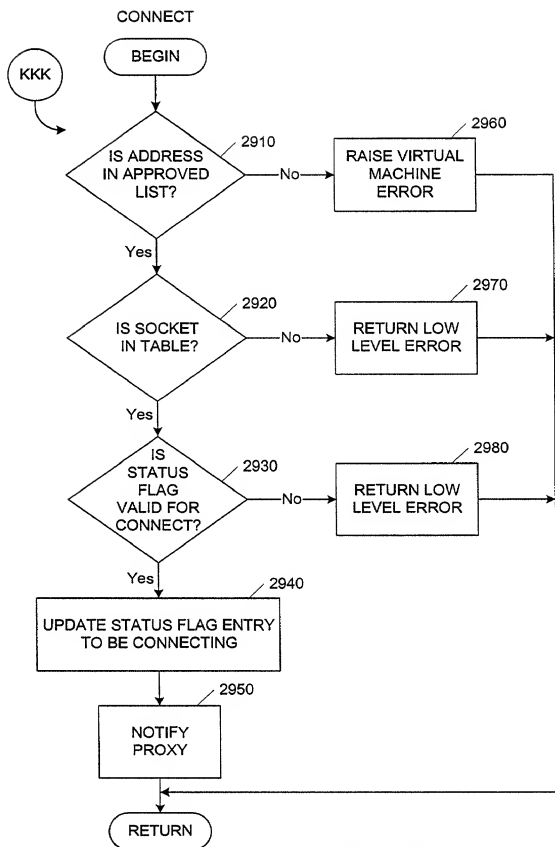 CONNECT
BEGIN
KKK
2910
IS ADDRESS
IN APPROVED
LIST?
No
2960
RAISE VIRTUAL
MACHINE
ERROR
Yes
2920
IS SOCKET
IN TABLE?
No
2970
RETURN LOW
LEVEL ERROR
Yes
2930
IS
STATUS
FLAG
VALID FOR
CONNECT?
No
2980
RETURN LOW
LEVEL ERROR
Yes
2940
UPDATE STATUS FLAG ENTRY
TO BE CONNECTING
2950
NOTIFY
PROXY
RETURN